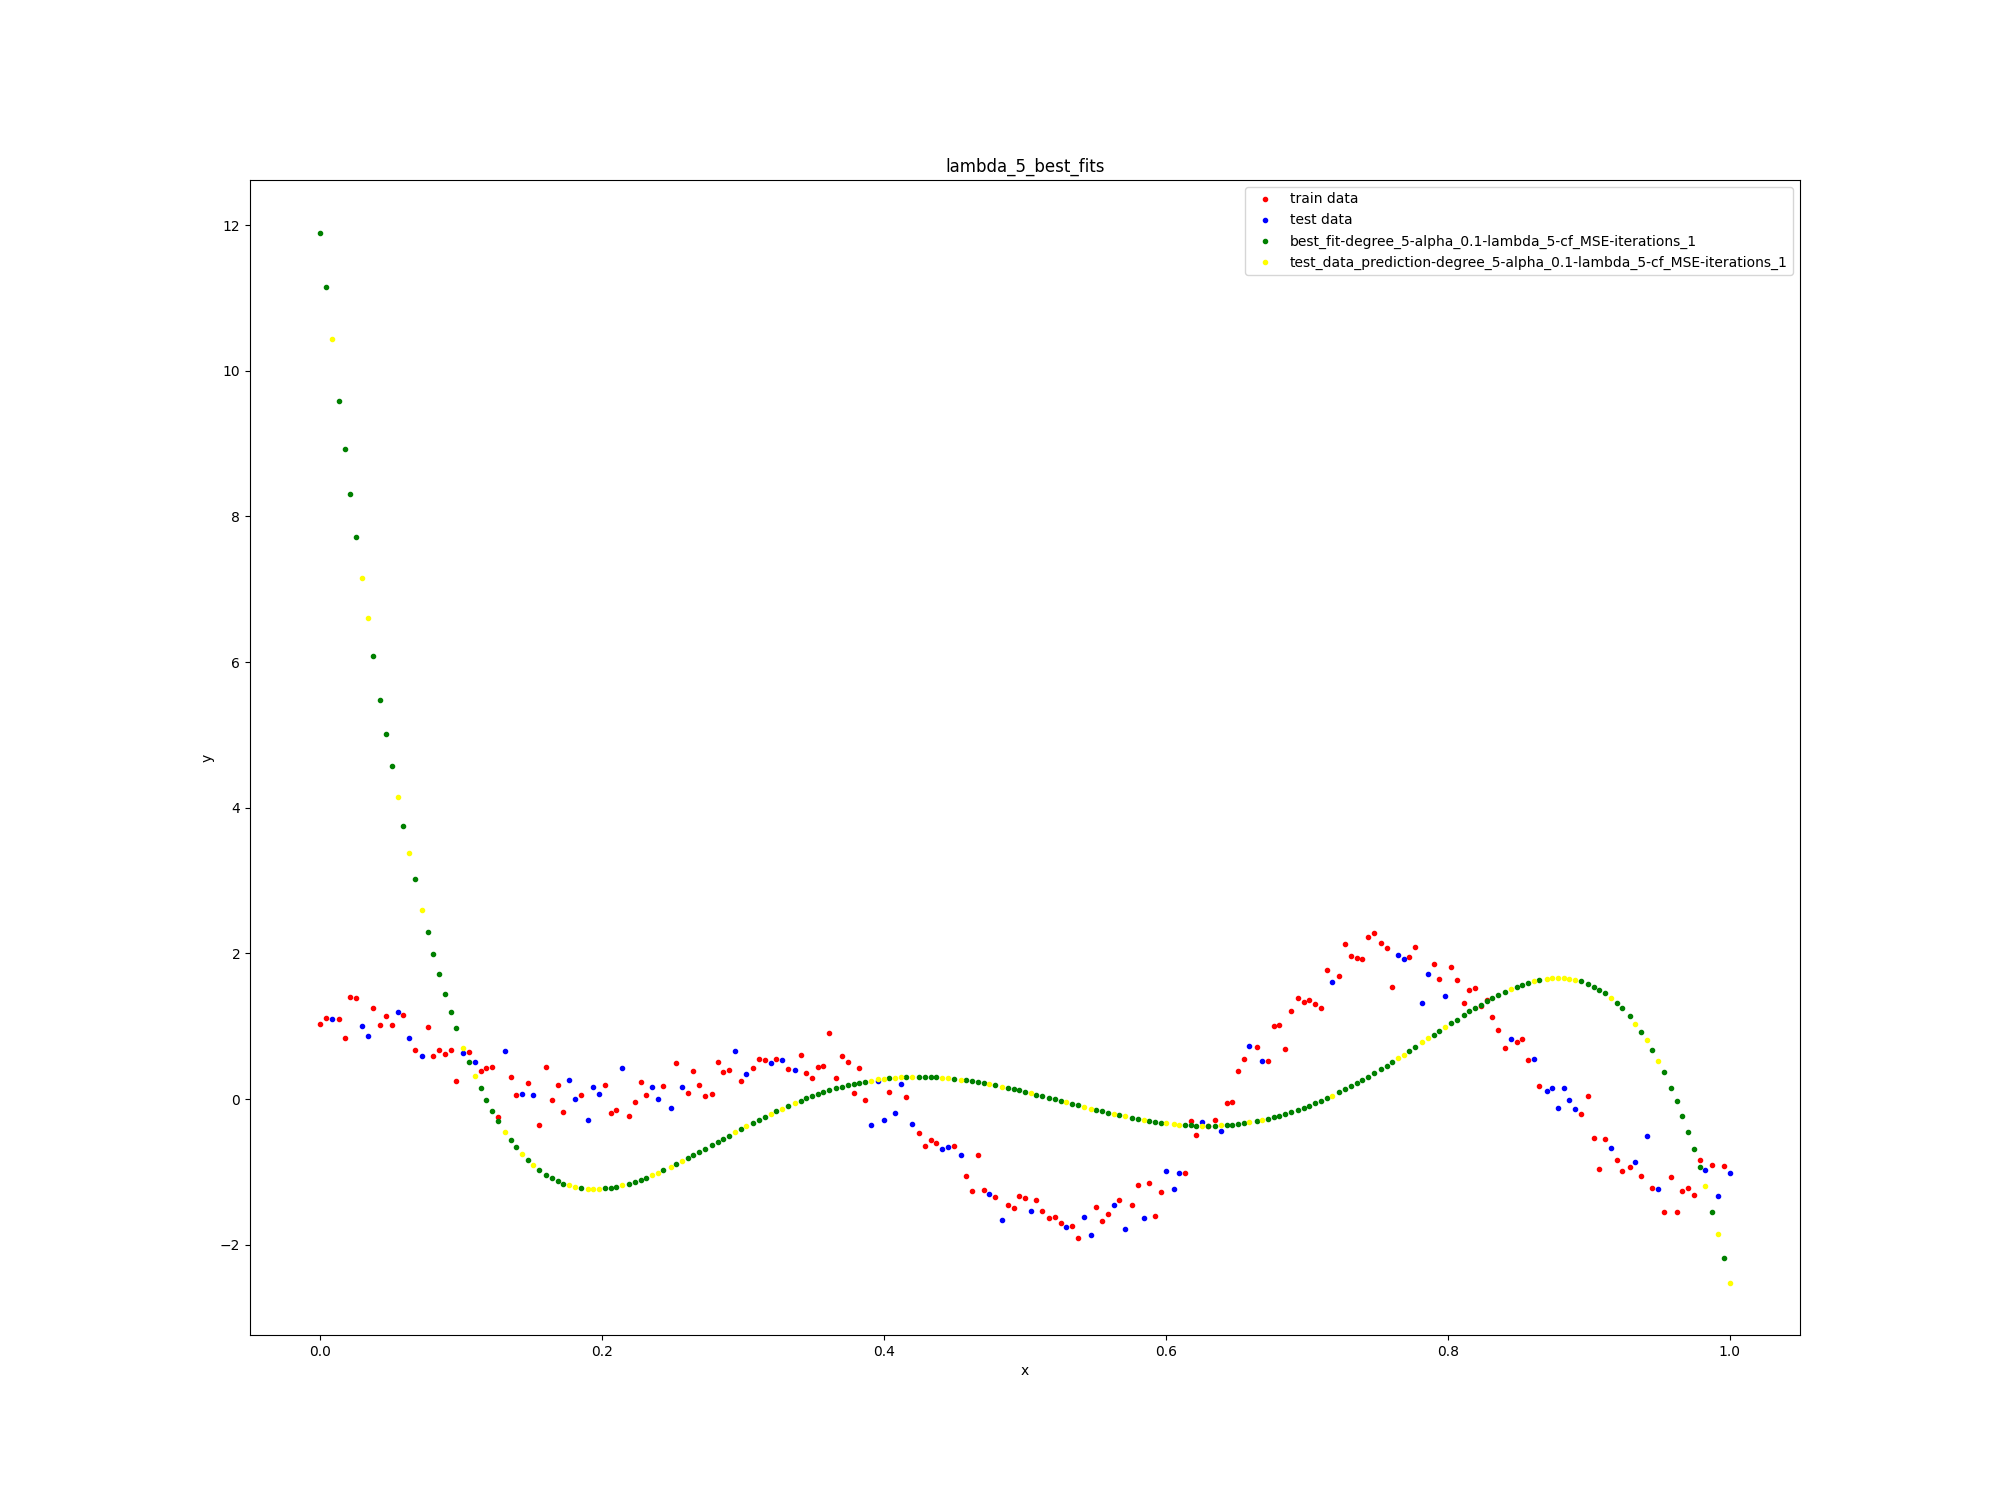 lambda_5_best_fits
train data
test data
best_fit-degree_5-alpha_0.1-lambda_5-cf_MSE-iterations_1
test_data_prediction-degree_5-alpha_0.1-lambda_5-cf_MSE-iterations_1
12
10
8
6
4
2
0
−2
y
0.0 0.2 0.4 0.6 0.8 1.0
x